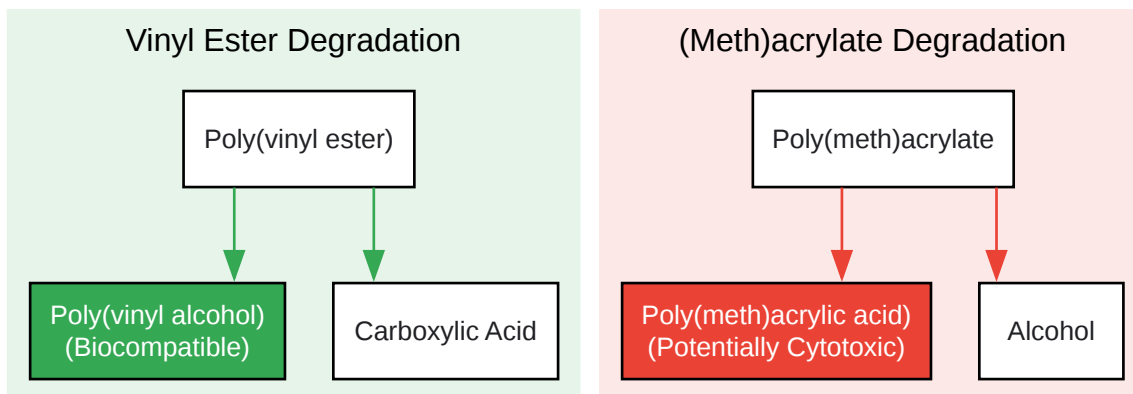 Vinyl Ester Degradation
Poly(vinyl ester)
Poly(vinyl alcohol)
(Biocompatible)
Carboxylic Acid
(Meth)acrylate Degradation
Poly(meth)acrylate
Poly(meth)acrylic acid)
(Potentially Cytotoxic)
Alcohol